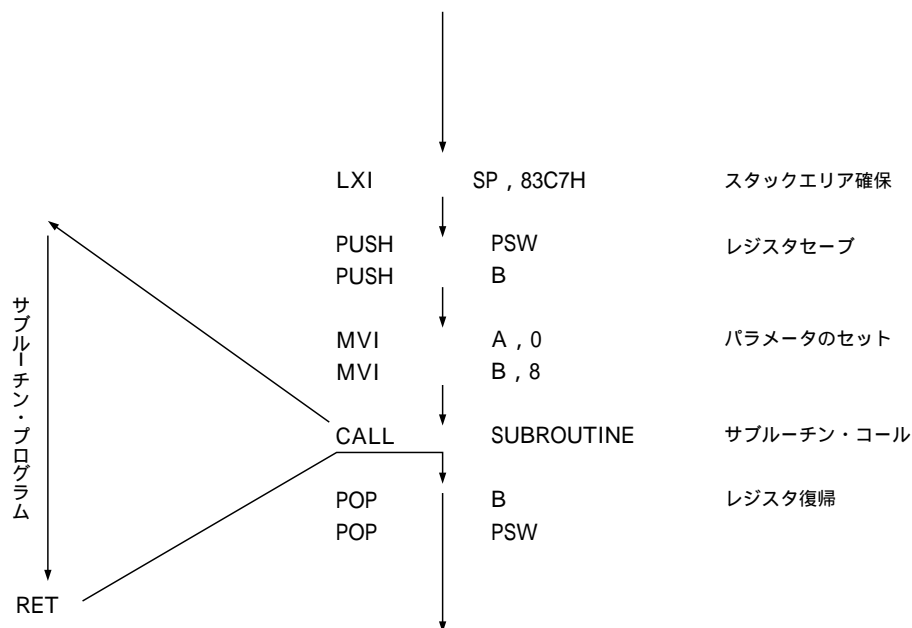 LXI SP , 83C7H スタックエリア確保
PUSH PSW レジスタセーブ
PUSH B
MVI A , 0 パラメータのセット
MVI B , 8
CALL SUBROUTINE サブルーチン・コール
POP B レジスタ復帰
POP PSW
サブルーチン・プログラム
RET